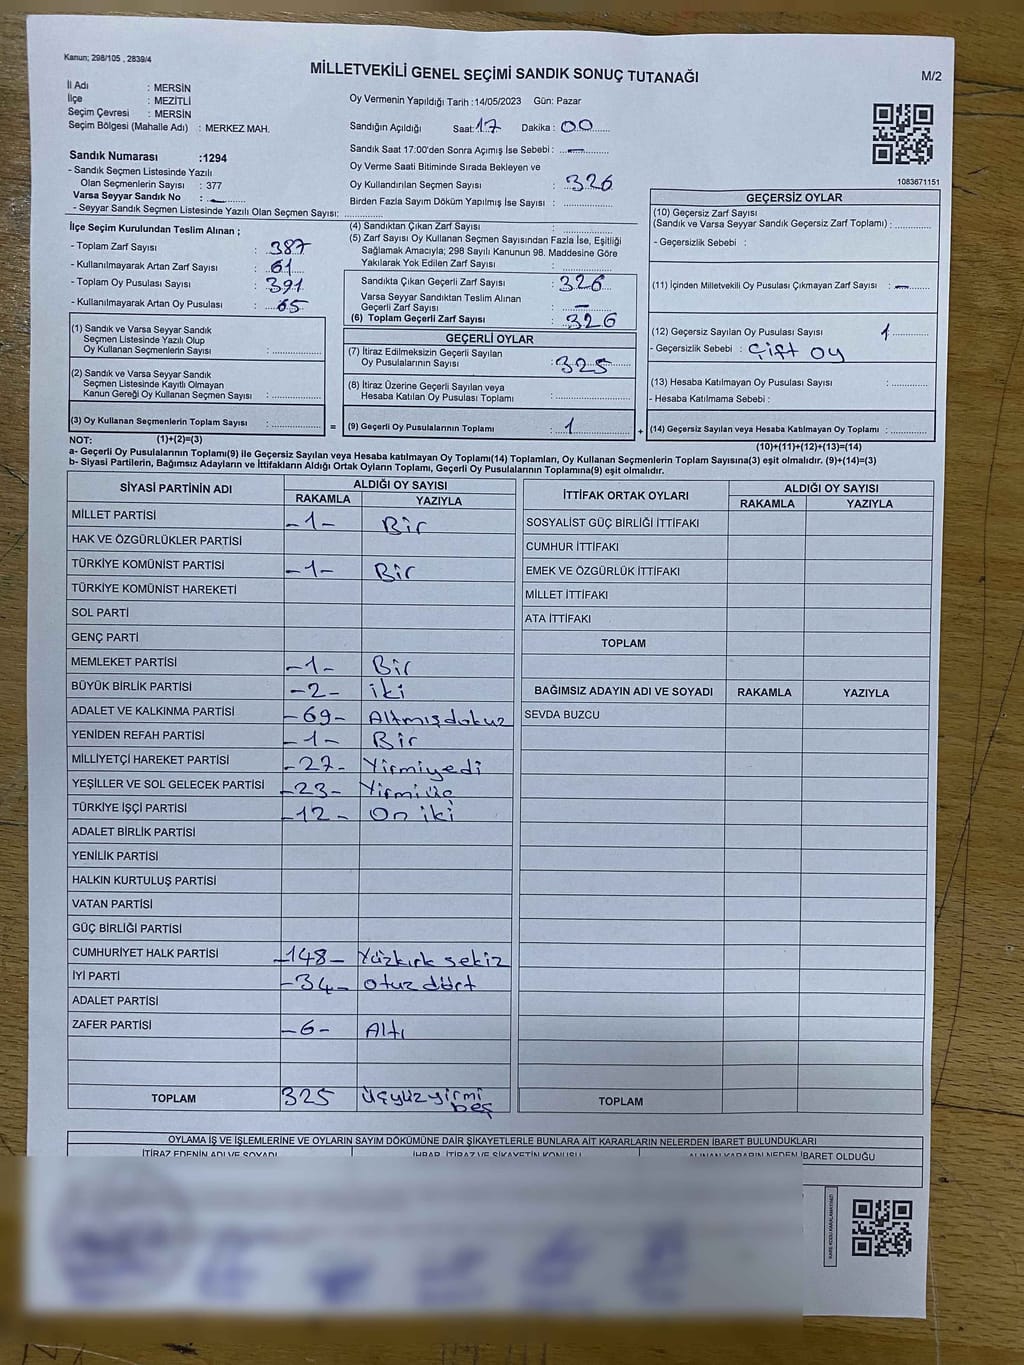 Kanun; 298/105 , 2839/4
MİLLETVEKİLİ GENEL SEÇİMİ SANDIK SONUÇ TUTANAĞI
M/2
İl Adı : MERSİN
İlçe : MEZİTLİ
Seçim Çevresi : MERSİN
Seçim Bölgesi (Mahalle Adı) : MERKEZ MAH.
Oy Vermenin Yapıldığı Tarih :14/05/2023 Gün: Pazar
Sandığın Açıldığı Saat: 17 Dakika : 00
Sandık Saat 17:00'den Sonra Açımış İse Sebebi : —
Oy Verme Saati Bitiminde Sırada Bekleyen ve
Oy Kullandırılan Seçmen Sayısı : 326
Birden Fazla Sayım Döküm Yapılmış İse Sayısı :
1083671151
Sandık Numarası :1294
- Sandık Seçmen Listesinde Yazılı
Olan Seçmenlerin Sayısı : 377
Varsa Seyyar Sandık No : —
- Seyyar Sandık Seçmen Listesinde Yazılı Olan Seçmen Sayısı:
İlçe Seçim Kurulundan Teslim Alınan ;
- Toplam Zarf Sayısı : 387
- Kullanılmayarak Artan Zarf Sayısı : 61
- Toplam Oy Pusulası Sayısı : 391
- Kullanılmayarak Artan Oy Pusulası : 65
(1) Sandık ve Varsa Seyyar Sandık
Seçmen Listesinde Yazılı Olup
Oy Kullanan Seçmenlerin Sayısı :
(2) Sandık ve Varsa Seyyar Sandık
Seçmen Listesinde Kayıtlı Olmayan
Kanun Gereği Oy Kullanan Seçmen Sayısı :
(3) Oy Kullanan Seçmenlerin Toplam Sayısı :
=
(4) Sandıktan Çıkan Zarf Sayısı :
(5) Zarf Sayısı Oy Kullanan Seçmen Sayısından Fazla İse, Eşitliği
Sağlamak Amacıyla; 298 Sayılı Kanunun 98. Maddesine Göre
Yakılarak Yok Edilen Zarf Sayısı :
Sandıkta Çıkan Geçerli Zarf Sayısı : 326
Varsa Seyyar Sandıktan Teslim Alınan
Geçerli Zarf Sayısı : —
(6) Toplam Geçerli Zarf Sayısı : 326
GEÇERLİ OYLAR
(7) İtiraz Edilmeksizin Geçerli Sayılan
Oy Pusulalarının Sayısı : 325
(8) İtiraz Üzerine Geçerli Sayılan veya
Hesaba Katılan Oy Pusulası Toplamı :
(9) Geçerli Oy Pusulalarının Toplamı : 1
+
GEÇERSİZ OYLAR
(10) Geçersiz Zarf Sayısı
(Sandık ve Varsa Seyyar Sandık Geçersiz Zarf Toplamı) :
- Geçersizlik Sebebi :
(11) İçinden Milletvekili Oy Pusulası Çıkmayan Zarf Sayısı : —
(12) Geçersiz Sayılan Oy Pusulası Sayısı 1
- Geçersizlik Sebebi : Çift oy
(13) Hesaba Katılmayan Oy Pusulası Sayısı :
- Hesaba Katılmama Sebebi :
(14) Geçersiz Sayılan veya Hesaba Katılmayan Oy Toplamı :
NOT: (1)+(2)=(3) (10)+(11)+(12)+(13)=(14)
a- Geçerli Oy Pusulalarının Toplamı(9) ile Geçersiz Sayılan veya Hesaba katılmayan Oy Toplamı(14) Toplamları, Oy Kullanan Seçmenlerin Toplam Sayısına(3) eşit olmalıdır. (9)+(14)=(3)
b- Siyasi Partilerin, Bağımsız Adayların ve İttifakların Aldığı Ortak Oyların Toplamı, Geçerli Oy Pusulalarının Toplamına(9) eşit olmalıdır.
SİYASİ PARTİNİN ADI ALDIĞI OY SAYISI
RAKAMLA YAZIYLA
MİLLET PARTİSİ -1- Bir
HAK VE ÖZGÜRLÜKLER PARTİSİ
TÜRKİYE KOMÜNİST PARTİSİ -1- Bir
TÜRKİYE KOMÜNİST HAREKETİ
SOL PARTİ
GENÇ PARTİ
MEMLEKET PARTİSİ -1- Bir
BÜYÜK BİRLİK PARTİSİ -2- iki
ADALET VE KALKINMA PARTİSİ -69- Altmışdokuz
YENİDEN REFAH PARTİSİ -1- Bir
MİLLİYETÇİ HAREKET PARTİSİ -27- Yirmiyedi
YEŞİLLER VE SOL GELECEK PARTİSİ -23- Yirmiüç
TÜRKİYE İŞÇİ PARTİSİ -12- On iki
ADALET BİRLİK PARTİSİ
YENİLİK PARTİSİ
HALKIN KURTULUŞ PARTİSİ
VATAN PARTİSİ
GÜÇ BİRLİĞİ PARTİSİ
CUMHURİYET HALK PARTİSİ -148- Yüzkırk sekiz
İYİ PARTİ -34- otuz dört
ADALET PARTİSİ
ZAFER PARTİSİ -6- Altı
TOPLAM 325 Üçyüzyirmi
beş
İTTİFAK ORTAK OYLARI ALDIĞI OY SAYISI
RAKAMLA YAZIYLA
SOSYALİST GÜÇ BİRLİĞİ İTTİFAKI
CUMHUR İTTİFAKI
EMEK VE ÖZGÜRLÜK İTTİFAKI
MİLLET İTTİFAKI
ATA İTTİFAKI
TOPLAM
BAĞIMSIZ ADAYIN ADI VE SOYADI RAKAMLA YAZIYLA
SEVDA BUZCU
TOPLAM
OYLAMA İŞ VE İŞLEMLERİNE VE OYLARIN SAYIM DÖKÜMÜNE DAİR ŞİKAYETLERLE BUNLARA AİT KARARLARIN NELERDEN İBARET BULUNDUKLARI
İTİRAZ EDENİN ADI VE SOYADI İHBAR, İTİRAZ VE ŞİKAYETİN KONUSU ALINAN KARARIN NEDEN İBARET OLDUĞU